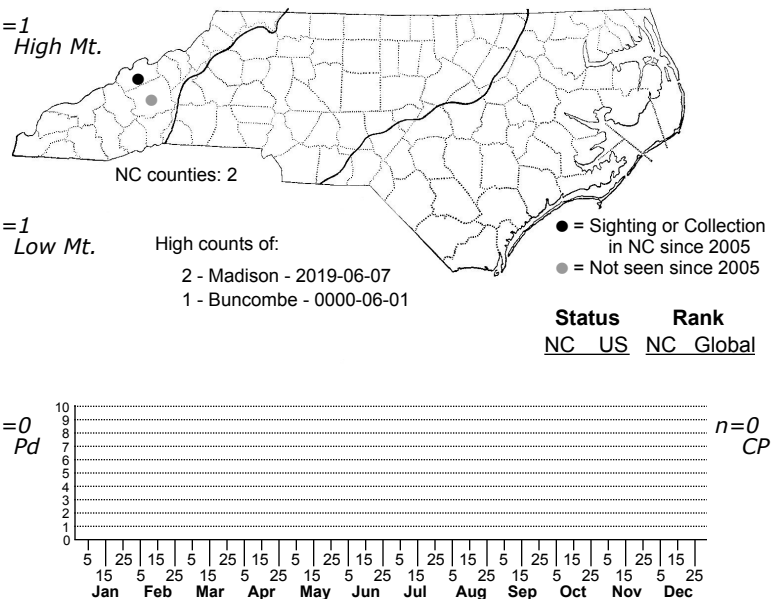 =1
High Mt.
NC counties: 2
=1
Low Mt.
High counts of:
2 - Madison - 2019-06-07
1 - Buncombe - 0000-06-01
● = Sighting or Collection
in NC since 2005
● = Not seen since 2005
Status Rank
NC US NC Global
=0
Pd
n=0
CP
10
9
8
7
6
5
4
3
2
1
0
5 25 15 5 25 15 5 25 15 5 25 15 5 25 15 5 25 15
15 5 25 15 5 25 15 5 25 15 5 25 15 5 25 15 5 25
Jan Feb Mar Apr May Jun Jul Aug Sep Oct Nov Dec